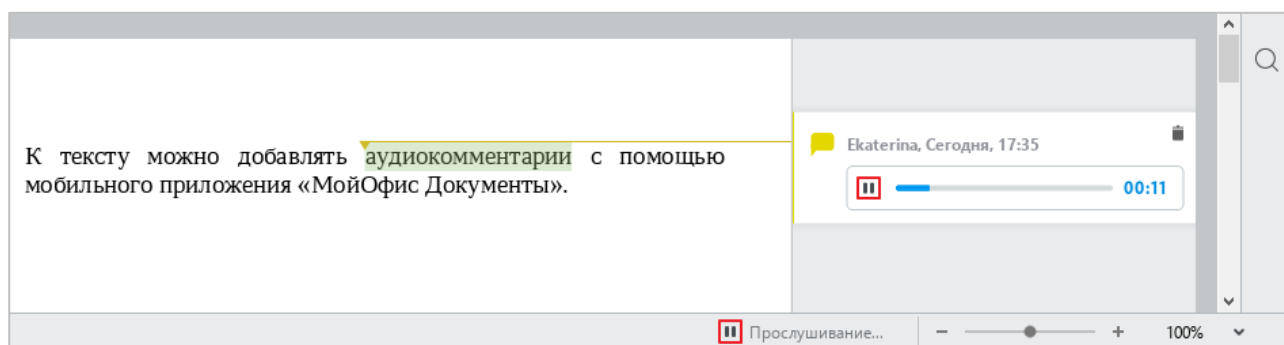 К тексту можно добавлять аудиокомментарии с помощью
мобильного приложения «МойОфис Документы».
Ekaterina, Сегодня, 17:35
00:11
Прослушивание...
100%